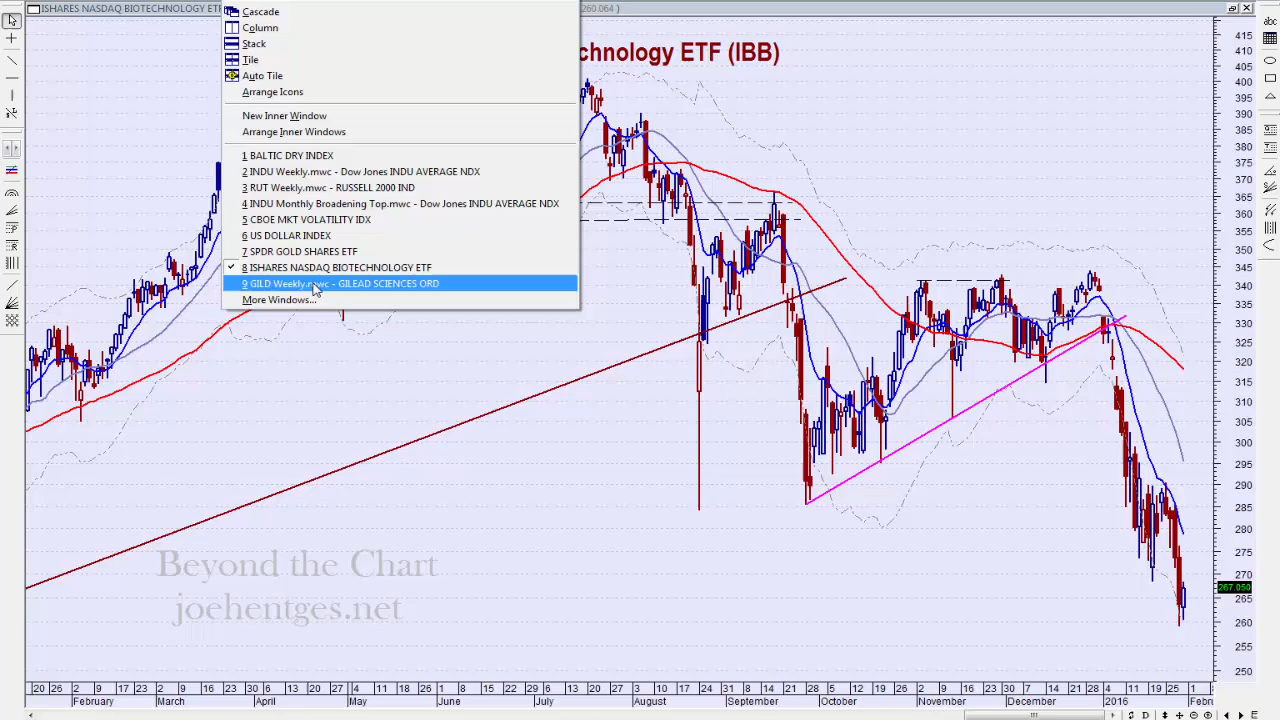 ISHARES NASDAQ BIOTECHNOLOGY ETF
260.064 )
Cascade
Column
Stack
Tile
Auto Tile
Arrange Icons
New Inner Window
Arrange Inner Windows
1 BALTIC DRY INDEX
2 INDU Weekly.mwc - Dow Jones INDU AVERAGE NDX
3 RUT Weekly.mwc - RUSSELL 2000 IND
4 INDU Monthly Broadening Top.mwc - Dow Jones INDU AVERAGE NDX
5 CBOE MKT VOLATILITY IDX
6 US DOLLAR INDEX
7 SPDR GOLD SHARES ETF
8 ISHARES NASDAQ BIOTECHNOLOGY ETF
9 GILD Weekly.mwc - GILEAD SCIENCES ORD
More Windows...
chnology ETF (IBB)
abc
415
410
405
400
395
390
385
380
375
370
365
360
355
350
345
340
335
330
325
320
315
310
305
300
295
290
285
280
275
270
267.050
265
260
255
250
Beyond the Chart
joehentges.net
20 26 2 9 17 23 2 9 16 23 30 6 13 20 27 4 11 18 26 1 8 15 22 29 6 13 20 27 3 10 17 24 31 8 14 21 28 5 12 19 26 2 9 16 23 30 7 14 21 28 4 11 19 25 1 8
February March April May June July August September October November December 2016 Febru
D E